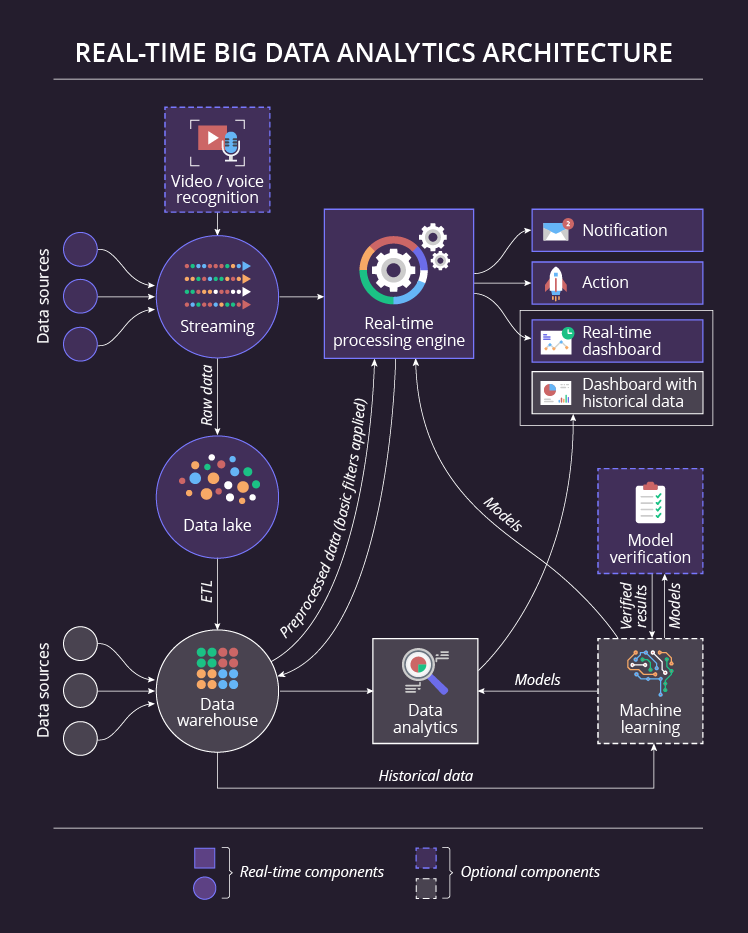 REAL-TIME BIG DATA ANALYTICS ARCHITECTURE
Video / voice
recognition
Data sources
Streaming
Real-time
processing engine
2
Notification
Action
Real-time
dashboard
Dashboard with
historical data
Raw data
Data lake
Preprocessed data (basic filters applied)
Models
Model
verification
ETL
Verified
results
Models
Data sources
Data
warehouse
Data
analytics
Models
Machine
learning
Historical data
Real-time components
Optional components